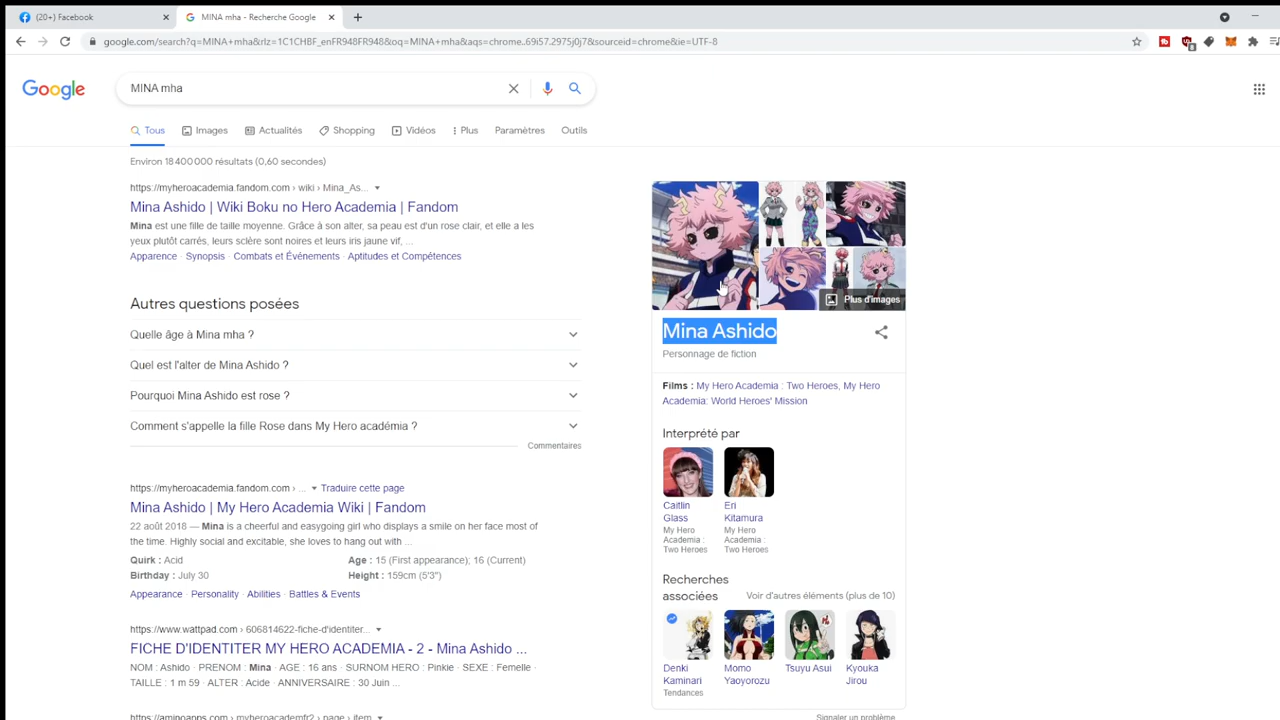 (20+) Facebook
MINA mha - Recherche Google
google.com/search?q=MINA+mha&rlz=1C1CHBF_enFR948FR948&oq=MINA+mha&aqs=chrome..69i57.2975j0j7&sourceid=chrome&ie=UTF-8
Google
MINA mha
Tous
Images
Actualités
Shopping
Vidéos
Plus
Paramètres
Outils
Environ 18 400 000 résultats (0,60 secondes)
https://myheroacademia.fandom.com › wiki › Mina_As...
Mina Ashido | Wiki Boku no Hero Academia | Fandom
Mina est une fille de taille moyenne. Grâce à son alter, sa peau est d'un rose clair, et elle a les
yeux plutôt carrés, leurs sclère sont noires et leurs iris jaune vif, ...
Apparence · Synopsis · Combats et Événements · Aptitudes et Compétences
Autres questions posées
Quelle âge à Mina mha ?
Quel est l'alter de Mina Ashido ?
Pourquoi Mina Ashido est rose ?
Comment s'appelle la fille Rose dans My Hero académia ?
Commentaires
https://myheroacademia.fandom.com › ...
Traduire cette page
Mina Ashido | My Hero Academia Wiki | Fandom
22 août 2018 — Mina is a cheerful and easygoing girl who displays a smile on her face most of
the time. Highly social and excitable, she loves to hang out with ...
Quirk : Acid
Age : 15 (First appearance); 16 (Current)
Birthday : July 30
Height : 159cm (5'3")
Appearance · Personality · Abilities · Battles & Events
https://www.wattpad.com › 606814622-fiche-d'identiter...
FICHE D'IDENTITER MY HERO ACADEMIA - 2 - Mina Ashido ...
NOM : Ashido · PRENOM : Mina · AGE : 16 ans · SURNOM HERO : Pinkie · SEXE : Femelle ·
TAILLE : 1 m 59 · ALTER : Acide · ANNIVERSAIRE : 30 Juin ...
https://aminoapps.com › myheroacademfr2 › page › item
Plus d'images
Mina Ashido
Personnage de fiction
Films : My Hero Academia : Two Heroes, My Hero
Academia: World Heroes' Mission
Interprété par
Caitlin
Glass
My Hero
Academia :
Two Heroes
Eri
Kitamura
My Hero
Academia :
Two Heroes
Recherches
associées
Voir d'autres éléments (plus de 10)
Denki
Kaminari
Tendances
Momo
Yaoyorozu
Tsuyu Asui
Kyouka
Jirou
Signaler un problème